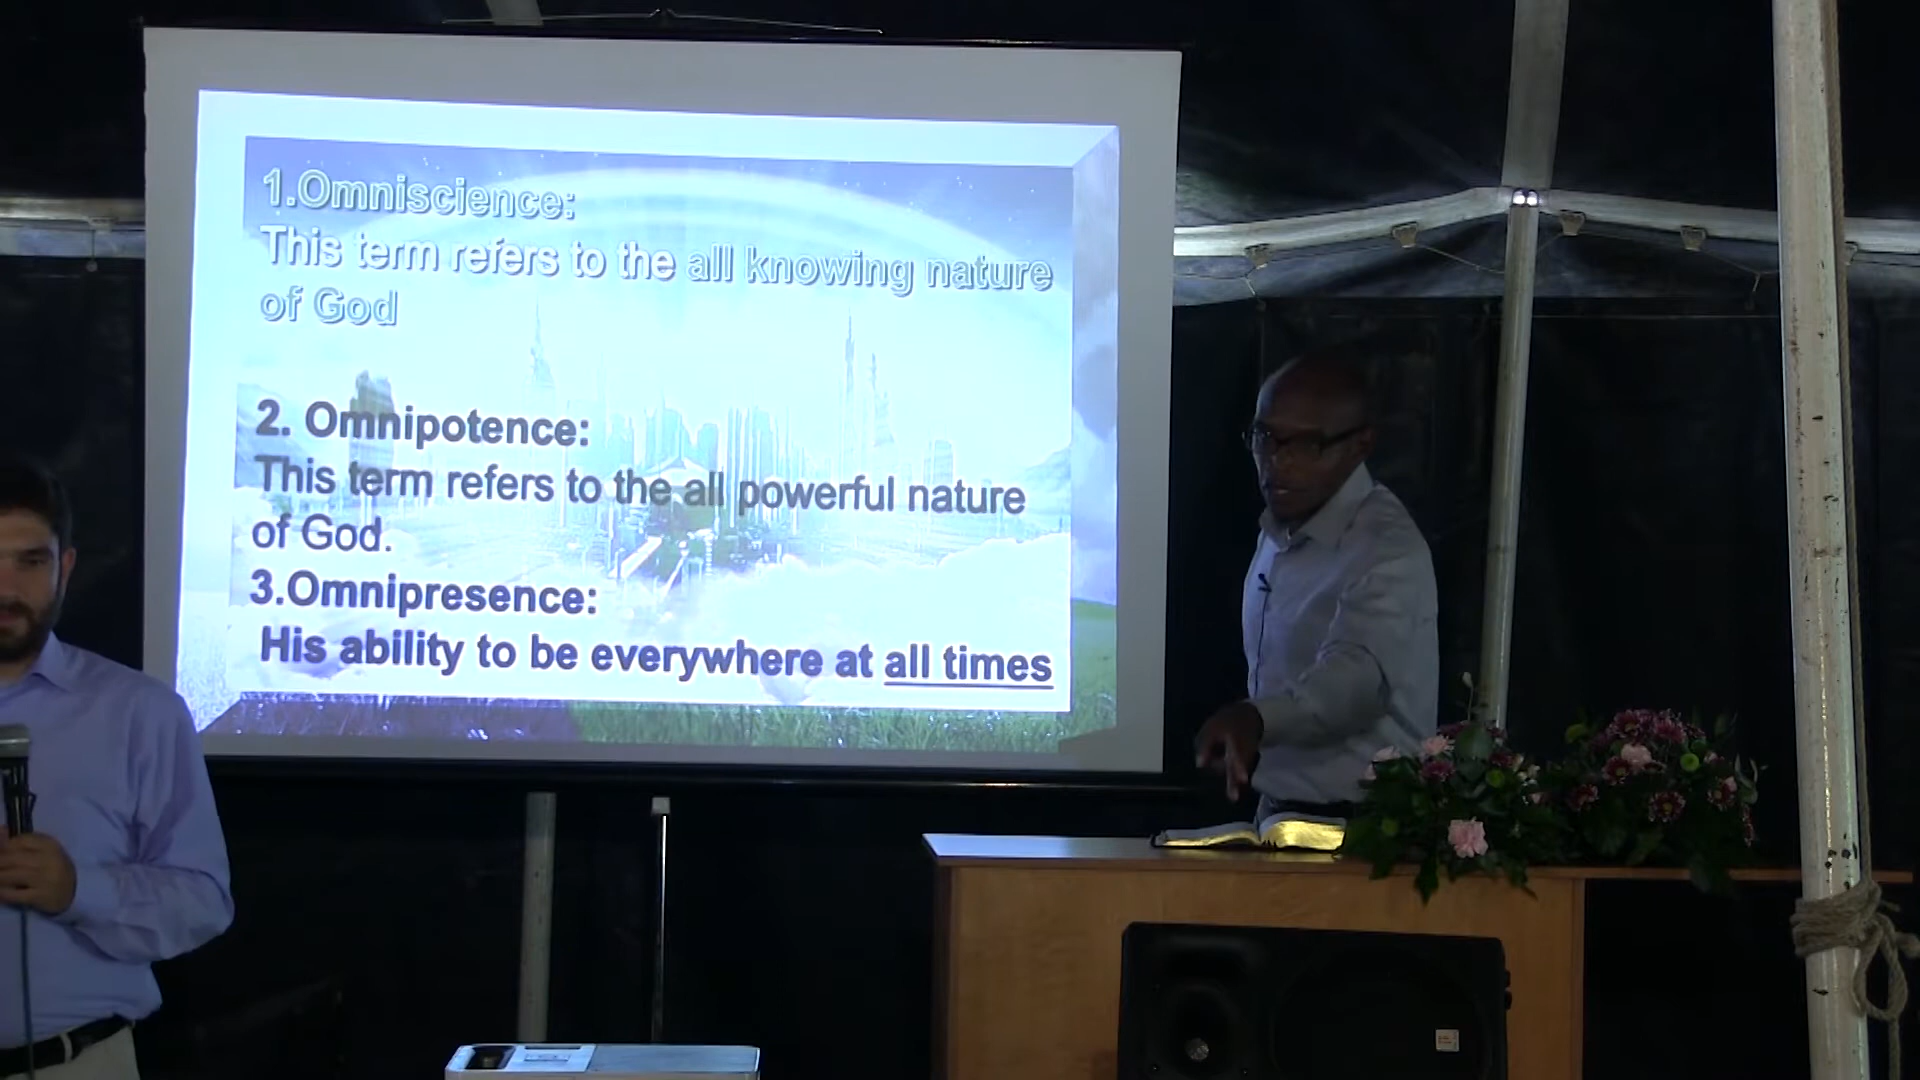 1.Omniscience:
This term refers to the all knowing nature
of God
2. Omnipotence:
This term refers to the all powerful nature
of God.
3.Omnipresence:
His ability to be everywhere at all times